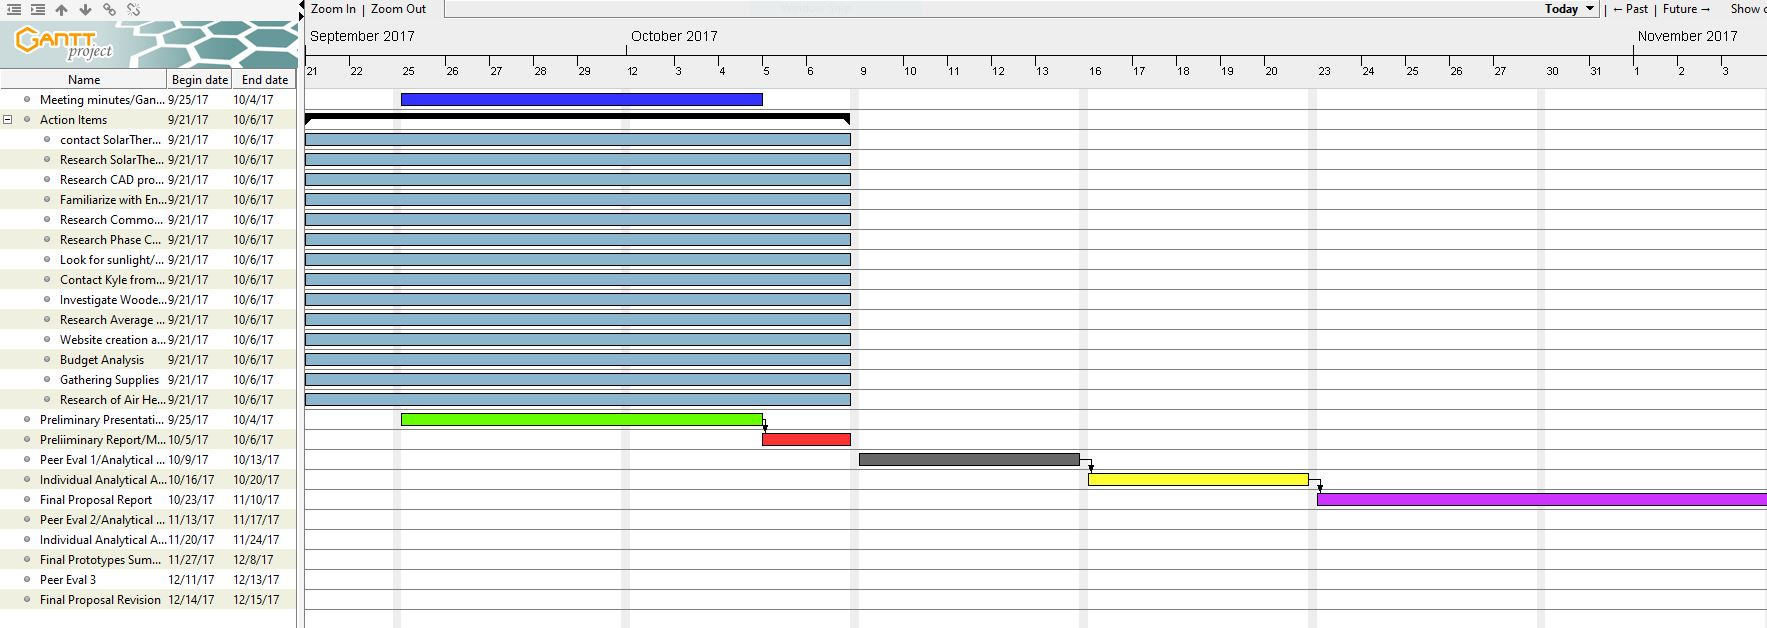 Zoom In | Zoom Out
Today | ←Past | Future→ Show
GANTT
project
September 2017 October 2017 November 2017
21 22 25 26 27 28 29 12 3 4 5 6 9 10 11 12 13 16 17 18 19 20 23 24 25 26 27 30 31 1 2 3
Name Begin date End date
Meeting minutes/Gan... 9/25/17 10/4/17
Action Items 9/21/17 10/6/17
contact SolarTher... 9/21/17 10/6/17
Research SolarThe... 9/21/17 10/6/17
Research CAD pro... 9/21/17 10/6/17
Familiarize with En... 9/21/17 10/6/17
Research Commo... 9/21/17 10/6/17
Research Phase C... 9/21/17 10/6/17
Look for sunlight/... 9/21/17 10/6/17
Contact Kyle from... 9/21/17 10/6/17
Investigate Woode... 9/21/17 10/6/17
Research Average ... 9/21/17 10/6/17
Website creation a... 9/21/17 10/6/17
Budget Analysis 9/21/17 10/6/17
Gathering Supplies 9/21/17 10/6/17
Research of Air He... 9/21/17 10/6/17
Preliminary Presentati... 9/25/17 10/4/17
Preliiminary Report/M... 10/5/17 10/6/17
Peer Eval 1/Analytical ... 10/9/17 10/13/17
Individual Analytical A... 10/16/17 10/20/17
Final Proposal Report 10/23/17 11/10/17
Peer Eval 2/Analytical ... 11/13/17 11/17/17
Individual Analytical A... 11/20/17 11/24/17
Final Prototypes Sum... 11/27/17 12/8/17
Peer Eval 3 12/11/17 12/13/17
Final Proposal Revision 12/14/17 12/15/17